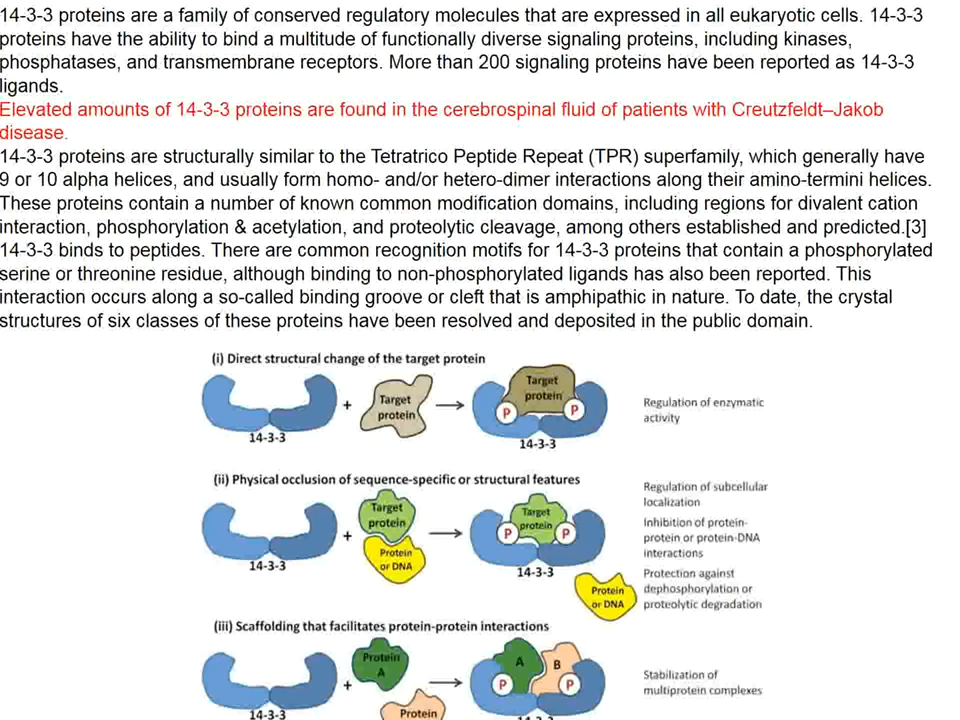 14-3-3 proteins are a family of conserved regulatory molecules that are expressed in all eukaryotic cells. 14-3-3
proteins have the ability to bind a multitude of functionally diverse signaling proteins, including kinases,
phosphatases, and transmembrane receptors. More than 200 signaling proteins have been reported as 14-3-3
ligands.
Elevated amounts of 14-3-3 proteins are found in the cerebrospinal fluid of patients with Creutzfeldt–Jakob
disease.
14-3-3 proteins are structurally similar to the Tetratrico Peptide Repeat (TPR) superfamily, which generally have
9 or 10 alpha helices, and usually form homo- and/or hetero-dimer interactions along their amino-termini helices.
These proteins contain a number of known common modification domains, including regions for divalent cation
interaction, phosphorylation & acetylation, and proteolytic cleavage, among others established and predicted.[3]
14-3-3 binds to peptides. There are common recognition motifs for 14-3-3 proteins that contain a phosphorylated
serine or threonine residue, although binding to non-phosphorylated ligands has also been reported. This
interaction occurs along a so-called binding groove or cleft that is amphipathic in nature. To date, the crystal
structures of six classes of these proteins have been resolved and deposited in the public domain.
(i) Direct structural change of the target protein
14-3-3
+
Target
protein
Target
protein
P
P
14-3-3
Regulation of enzymatic
activity
(ii) Physical occlusion of sequence-specific or structural features
14-3-3
+
Target
protein
Protein
or DNA
Target
protein
P
P
14-3-3
Protein
or DNA
Regulation of subcellular
localization
Inhibition of protein-
protein or protein-DNA
interactions
Protection against
dephosphorylation or
proteolytic degradation
(iii) Scaffolding that facilitates protein-protein interactions
14-3-3
+
Protein
A
Protein
A
B
P
P
14-3-3
Stabilization of
multiprotein complexes